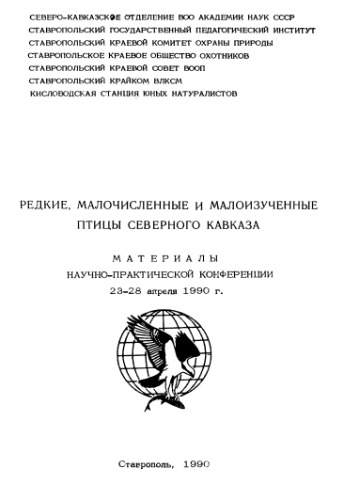 СЕВЕРО-КАВКАЗСКОЕ ОТДЕЛЕНИЕ ВОО АКАДЕМИИ НАУК СССР
СТАВРОПОЛЬСКИЙ ГОСУДАРСТВЕННЫЙ ПЕДАГОГИЧЕСКИЙ ИНСТИТУТ
СТАВРОПОЛЬСКИЙ КРАЕВОЙ КОМИТЕТ ОХРАНЫ ПРИРОДЫ
СТАВРОПОЛЬСКОЕ КРАЕВОЕ ОБЩЕСТВО ОХОТНИКОВ
СТАВРОПОЛЬСКИЙ КРАЕВОЙ СОВЕТ ВООП
СТАВРОПОЛЬСКИЙ КРАЙКОМ ВЛКСМ
КИСЛОВОДСКАЯ СТАНЦИЯ ЮНЫХ НАТУРАЛИСТОВ
РЕДКИЕ, МАЛОЧИСЛЕННЫЕ И МАЛОИЗУЧЕННЫЕ
ПТИЦЫ СЕВЕРНОГО КАВКАЗА
МАТЕРИАЛЫ
НАУЧНО-ПРАКТИЧЕСКОЙ КОНФЕРЕНЦИИ
23-28 апреля 1990 г.
Ставрополь, 1990